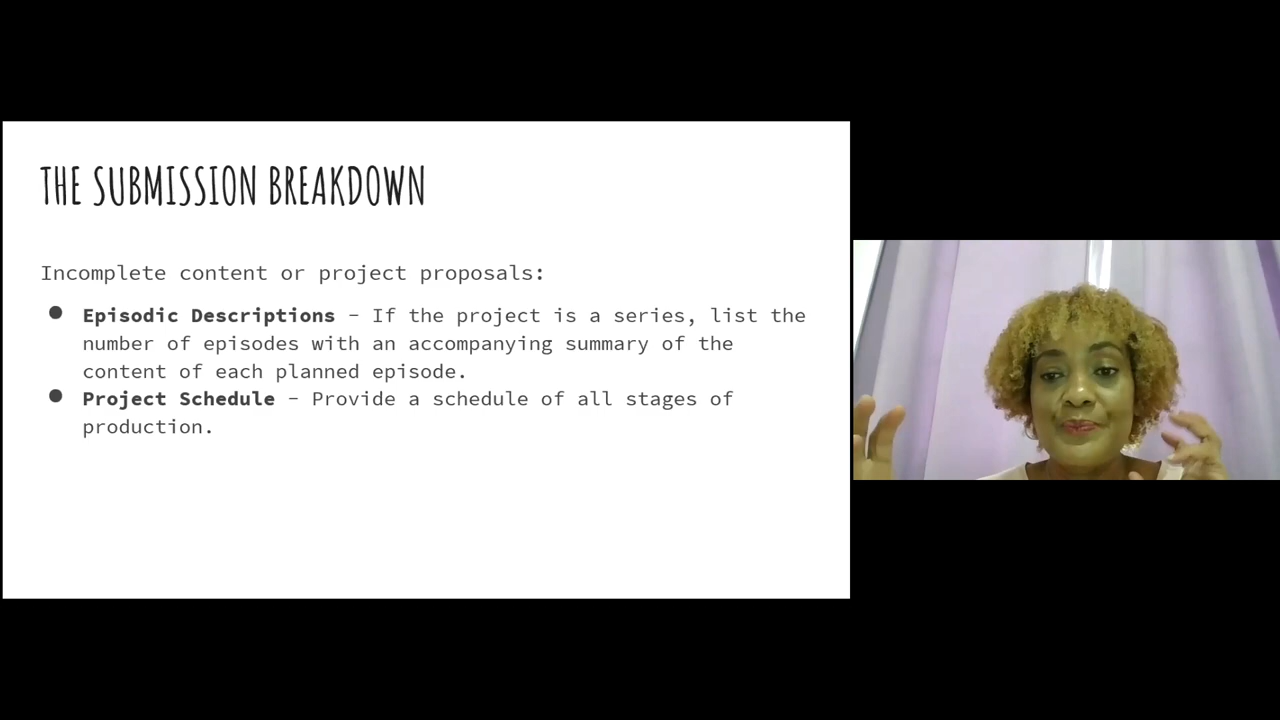 THE SUBMISSION BREAKDOWN
Incomplete content or project proposals:
● Episodic Descriptions - If the project is a series, list the
number of episodes with an accompanying summary of the
content of each planned episode.
● Project Schedule - Provide a schedule of all stages of
production.